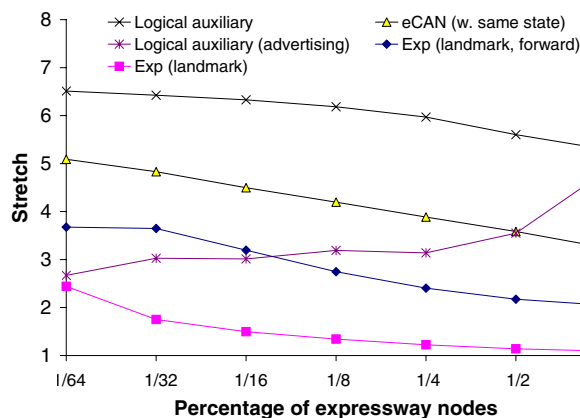 8
7
6
5
4
3
2
1
Stretch
Logical auxiliary
eCAN (w. same state)
Logical auxiliary (advertising)
Exp (landmark, forward)
Exp (landmark)
1/64 1/32 1/16 1/8 1/4 1/2
Percentage of expressway nodes